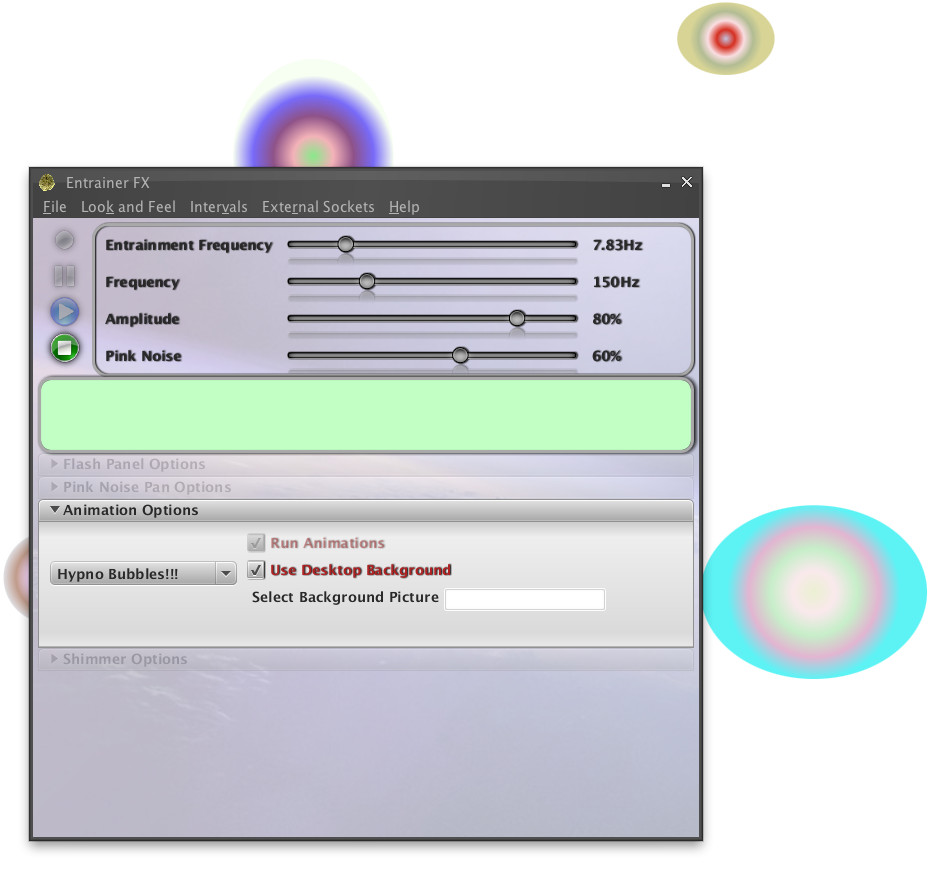 Entrainer FX
File Look and Feel Intervals External Sockets Help
Entrainment Frequency 7.83Hz
Frequency 150Hz
Amplitude 80%
Pink Noise 60%
Flash Panel Options
Pink Noise Pan Options
Animation Options
Run Animations
Hypno Bubbles!!!
Use Desktop Background
Select Background Picture
Shimmer Options